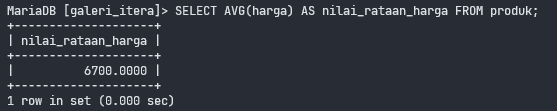 MariaDB [galeri_itera]> SELECT AVG(harga) AS nilai_rataan_harga FROM produk;
+--------------------+
| nilai_rataan_harga |
+--------------------+
|          6700.0000 |
+--------------------+
1 row in set (0.000 sec)